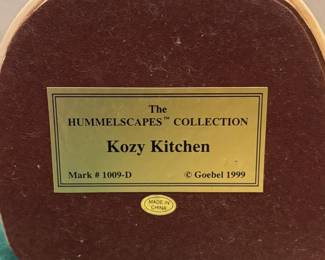 The
HUMMELSCAPES™ COLLECTION
Kozy Kitchen
Mark # 1009-D © Goebel 1999
MADE IN
CHINA